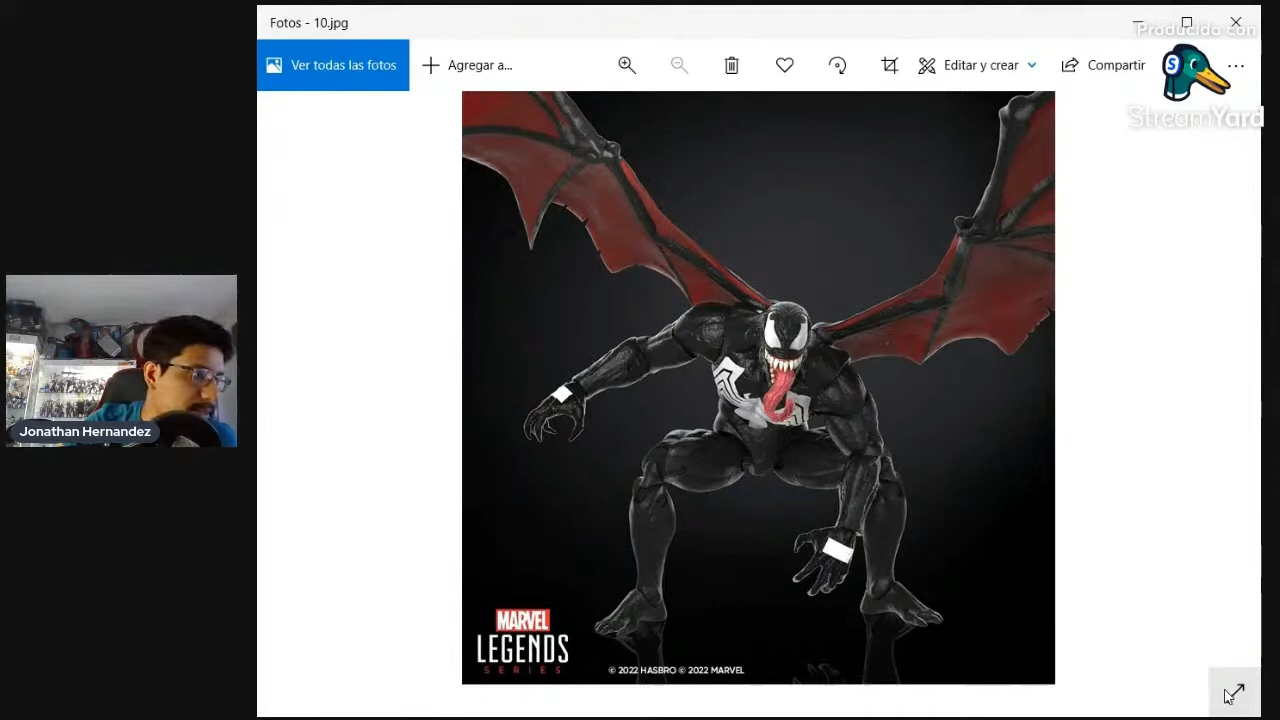 Fotos - 10.jpg
Producido con
Ver todas las fotos
Agregar a...
Editar y crear
Compartir
S
StreamYard
Jonathan Hernandez
MARVEL
LEGENDS
SERIES
© 2022 HASBRO © 2022 MARVEL